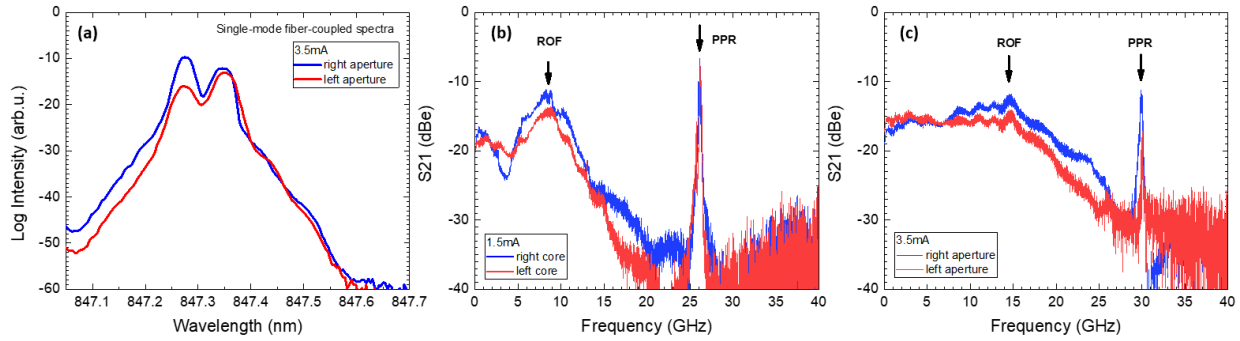 (a)
Single-mode fiber-coupled spectra
3.5mA
right aperture
left aperture
Log Intensity (arb.u.)
0
-10
-20
-30
-40
-50
-60
847.1 847.2 847.3 847.4 847.5 847.6 847.7
Wavelength (nm)
(b)
ROF
PPR
1.5mA
right core
left core
S21 (dBe)
0
-10
-20
-30
-40
0 5 10 15 20 25 30 35 40
Frequency (GHz)
(c)
ROF
PPR
3.5mA
right aperture
left aperture
S21 (dBe)
0
-10
-20
-30
-40
0 5 10 15 20 25 30 35 40
Frequency (GHz)